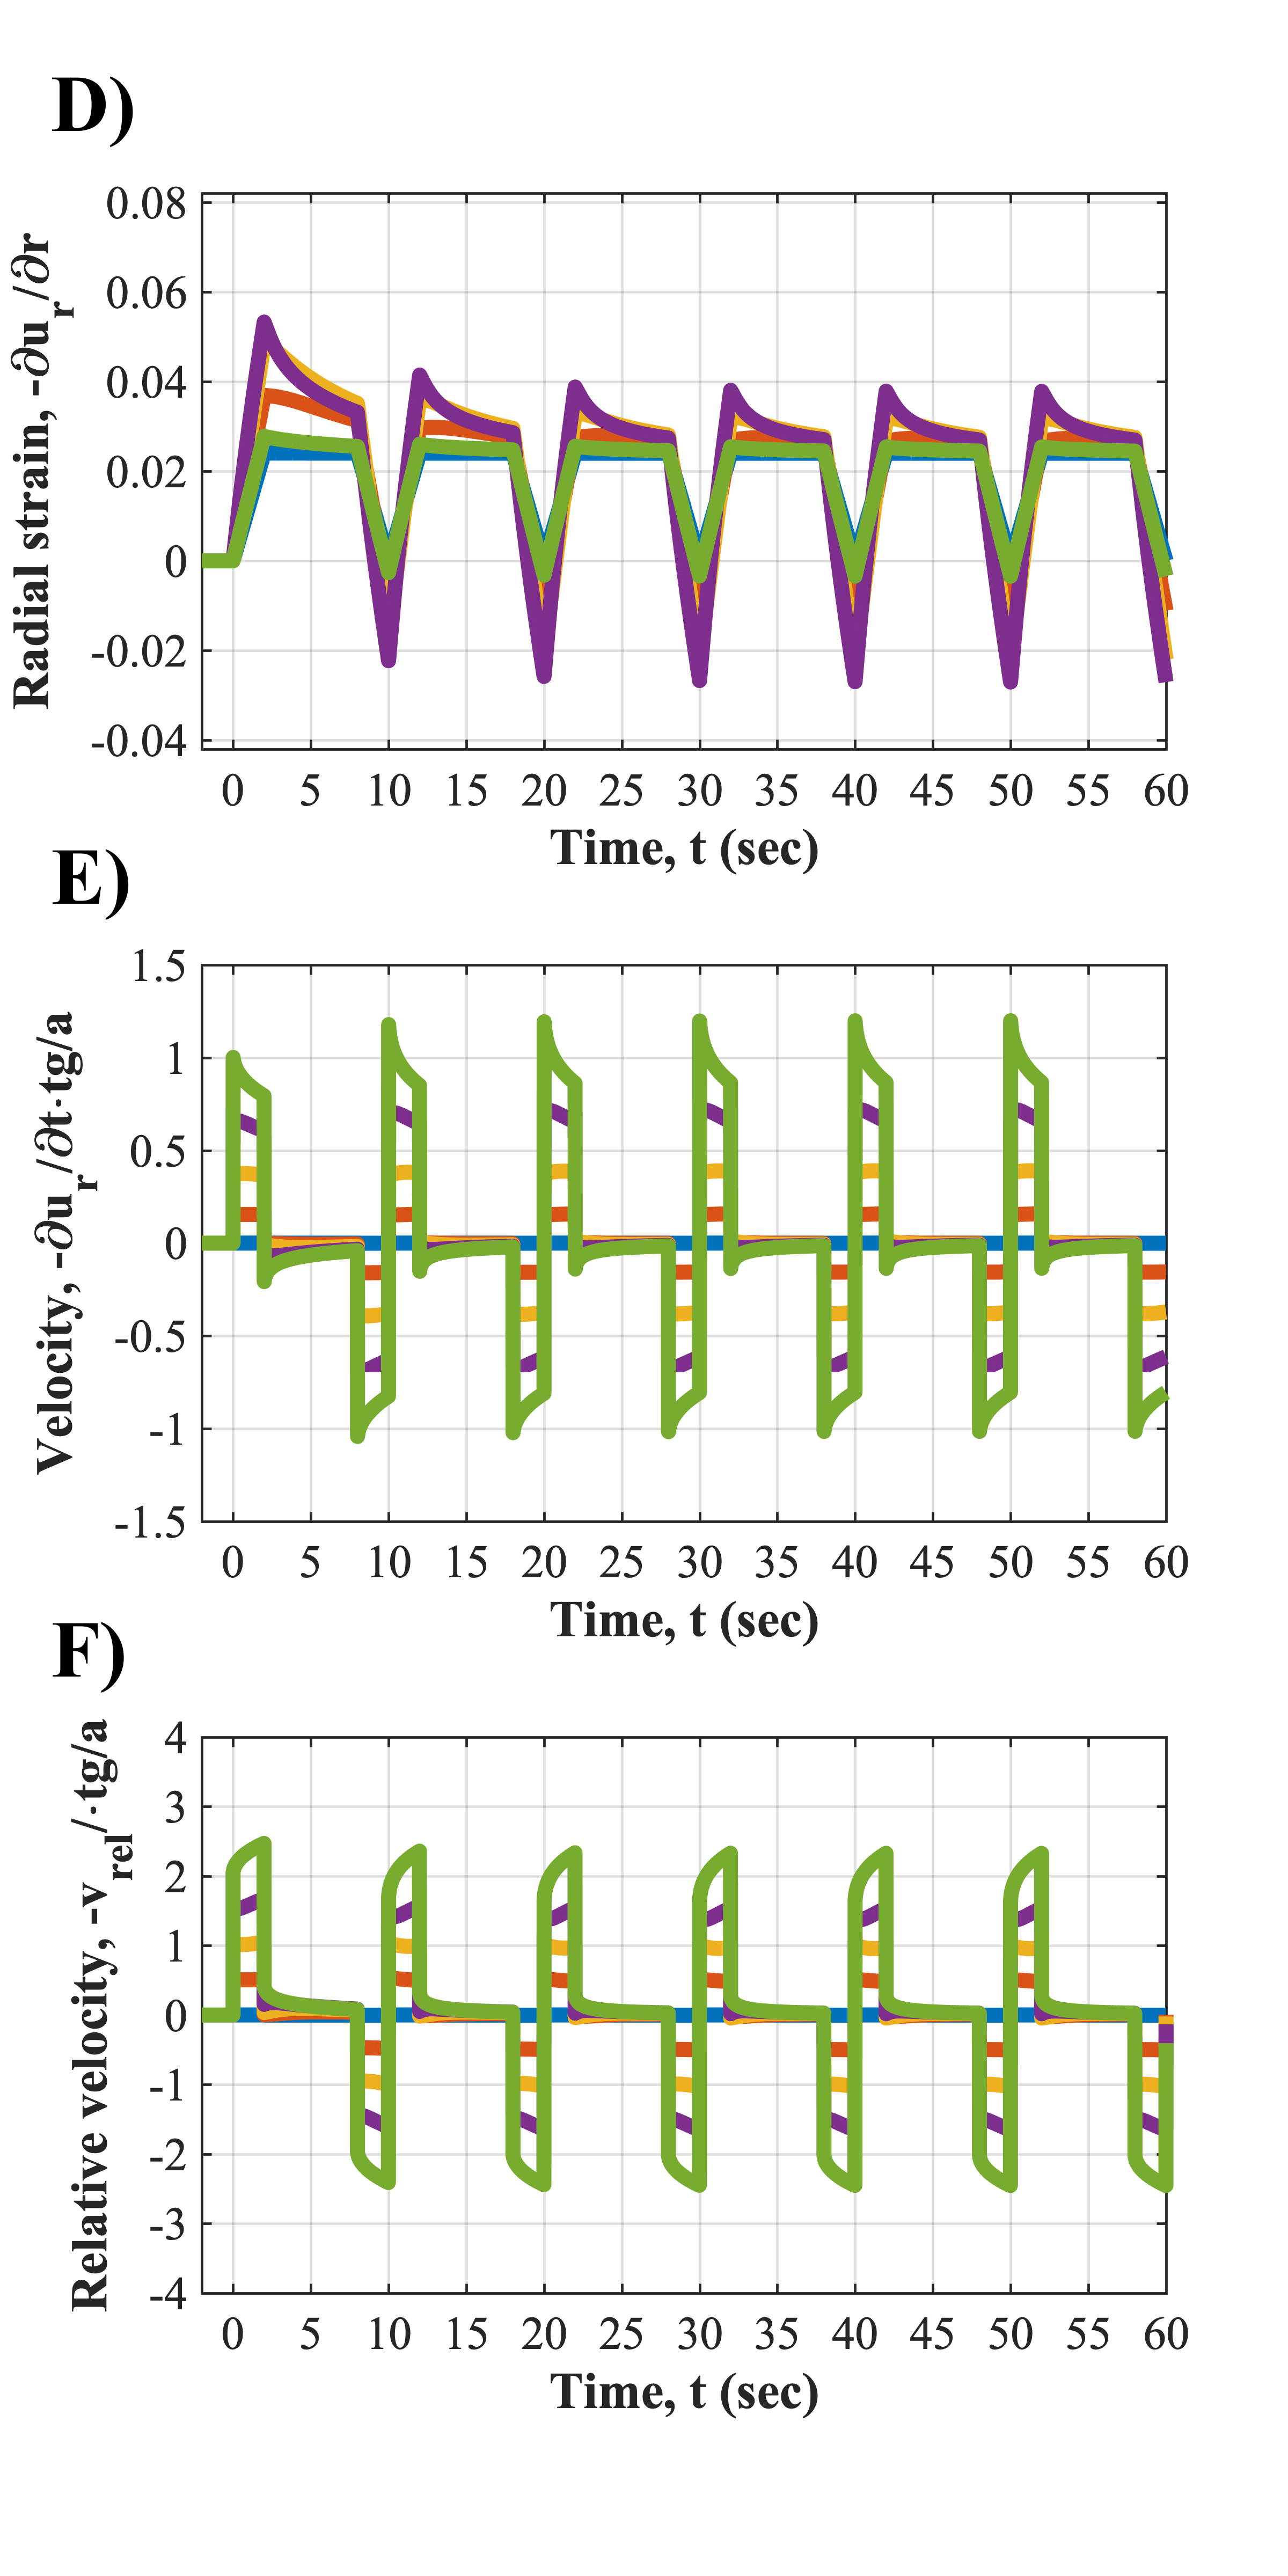 D)
Radial strain, -∂u_r/∂r
0.08
0.06
0.04
0.02
0
-0.02
-0.04
0 5 10 15 20 25 30 35 40 45 50 55 60
Time, t (sec)
E)
Velocity, -∂u_r/∂t·tg/a
1.5
1
0.5
0
-0.5
-1
-1.5
0 5 10 15 20 25 30 35 40 45 50 55 60
Time, t (sec)
F)
Relative velocity, -v_rel/·tg/a
4
3
2
1
0
-1
-2
-3
-4
0 5 10 15 20 25 30 35 40 45 50 55 60
Time, t (sec)